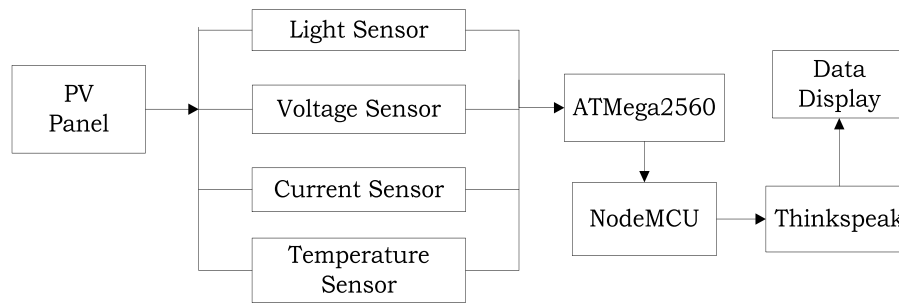 PV
Panel
Light Sensor
Voltage Sensor
Current Sensor
Temperature
Sensor
ATMega2560
NodeMCU
Thinkspeak
Data
Display